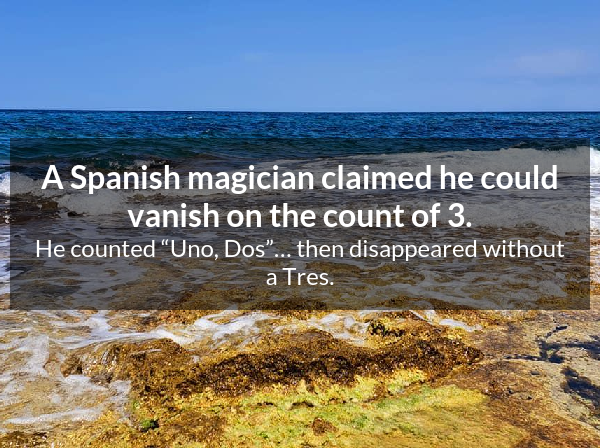 A Spanish magician claimed he could
vanish on the count of 3.
He counted “Uno, Dos”... then disappeared without
a Tres.